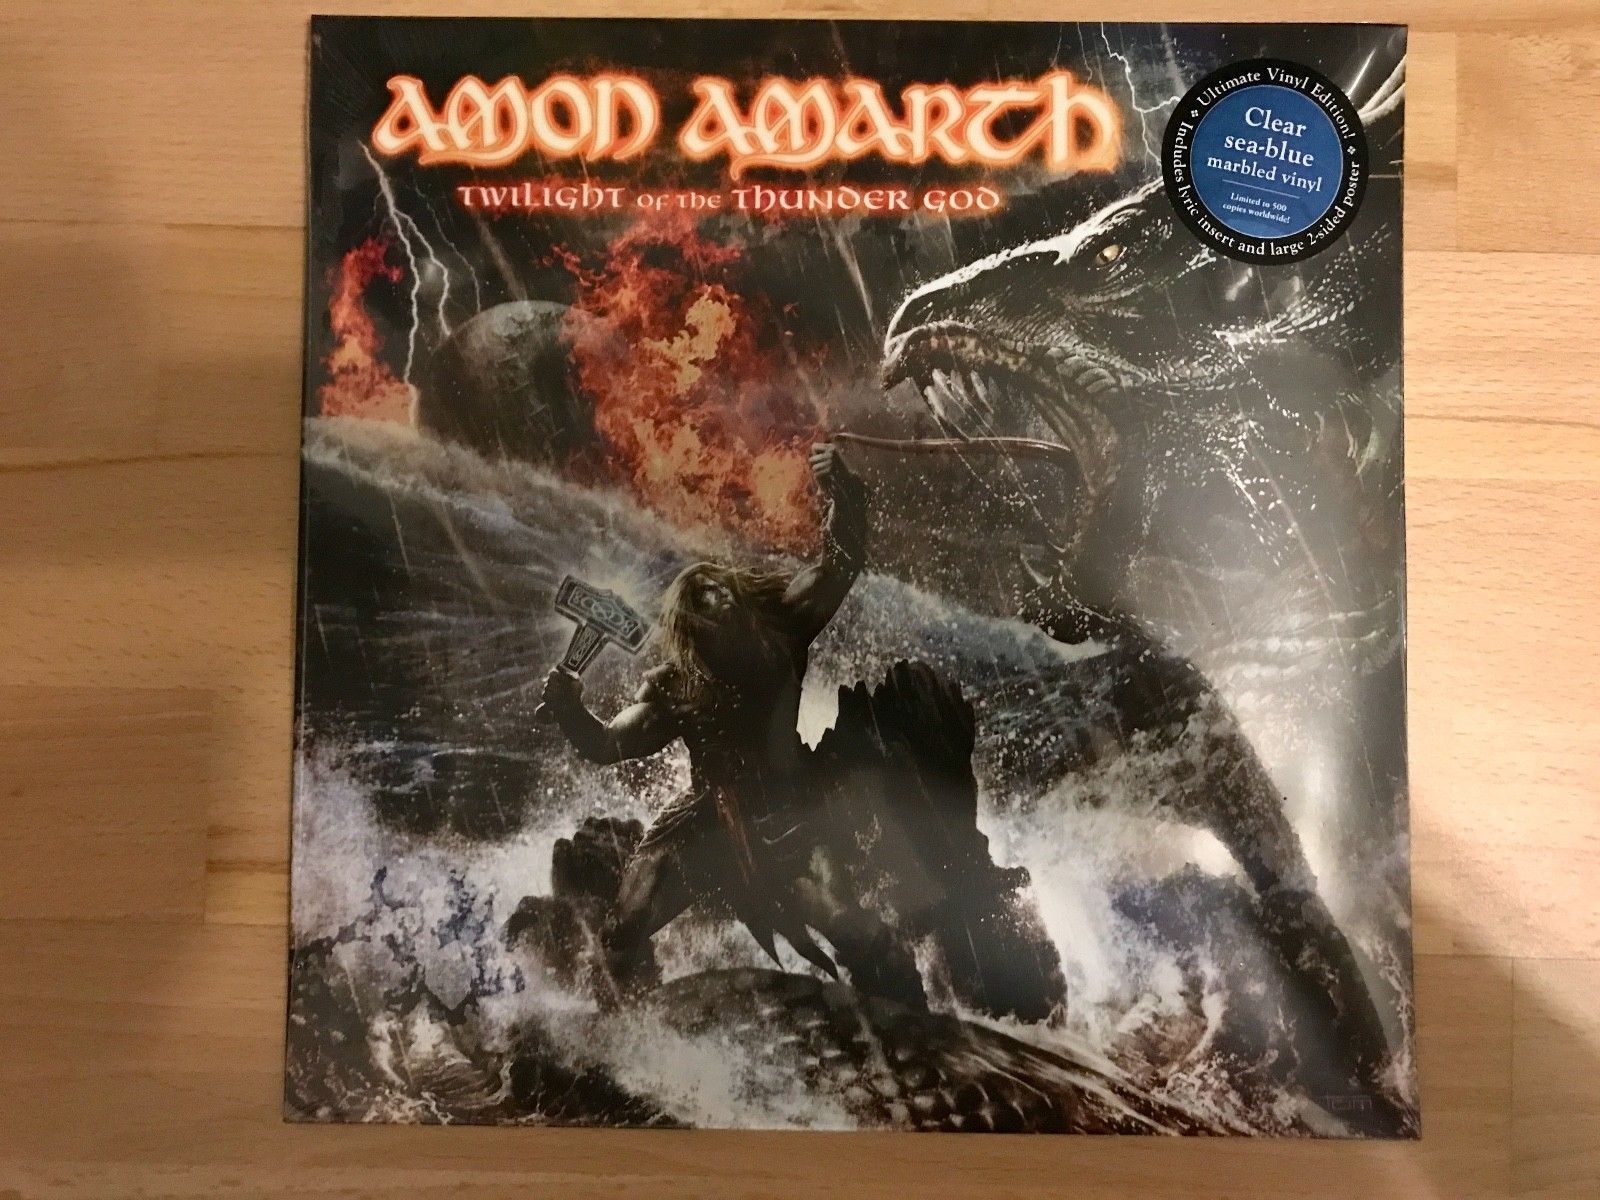 AMON AMARTH
TWILIGHT OF THE THUNDER GOD
Ultimate Vinyl Edition!
Clear
sea-blue
marbled vinyl
Limited to 500
copies worldwide!
Includes lyric insert and large 2-sided poster